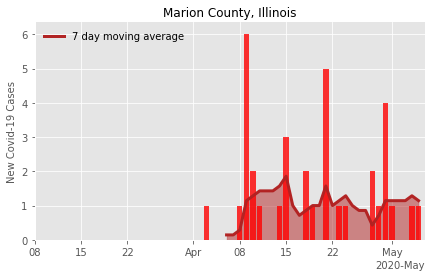 Marion County, Illinois
7 day moving average
New Covid-19 Cases
6
5
4
3
2
1
0
08 15 22 Apr 08 15 22 May
2020-May